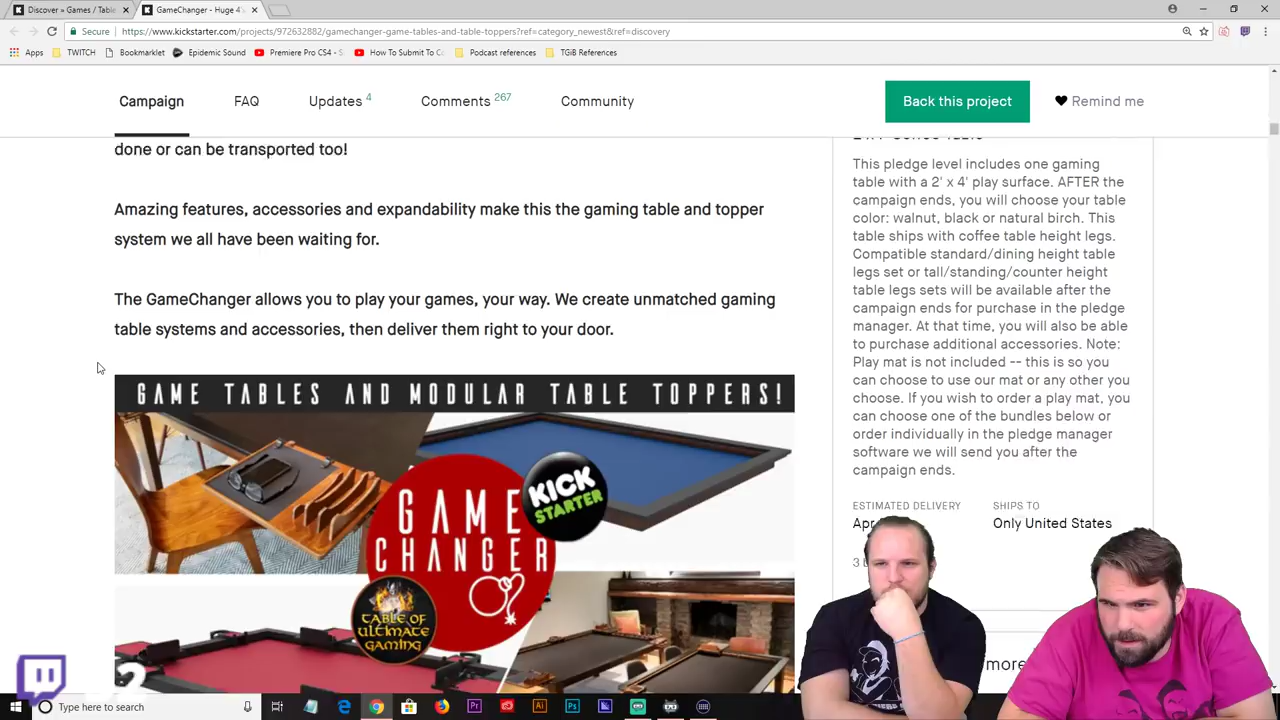 Discover » Games / Table
GameChanger - Huge 4'
Secure
https://www.kickstarter.com/projects/972632882/gamechanger-game-tables-and-table-toppers?ref=category_newest&ref=discovery
Apps
TWITCH
Bookmarklet
Epidemic Sound
Premiere Pro CS4 -
How To Submit To Co
Podcast references
TGiB References
Campaign
FAQ
Updates 4
Comments 267
Community
Back this project
Remind me
done or can be transported too!
Amazing features, accessories and expandability make this the gaming table and topper
system we all have been waiting for.
The GameChanger allows you to play your games, your way. We create unmatched gaming
table systems and accessories, then deliver them right to your door.
GAME TABLES AND MODULAR TABLE TOPPERS!
GAME
CHANGER
KICK
STARTER
TABLE OF
ULTIMATE
GAMING
This pledge level includes one gaming
table with a 2' x 4' play surface. AFTER the
campaign ends, you will choose your table
color: walnut, black or natural birch. This
table ships with coffee table height legs.
Compatible standard/dining height table
legs set or tall/standing/counter height
table legs sets will be available after the
campaign ends for purchase in the pledge
manager. At that time, you will also be able
to purchase additional accessories. Note:
Play mat is not included -- this is so you
can choose to use our mat or any other you
choose. If you wish to order a play mat, you
can choose one of the bundles below or
order individually in the pledge manager
software we will send you after the
campaign ends.
ESTIMATED DELIVERY
SHIPS TO
Only United States
more
Type here to search